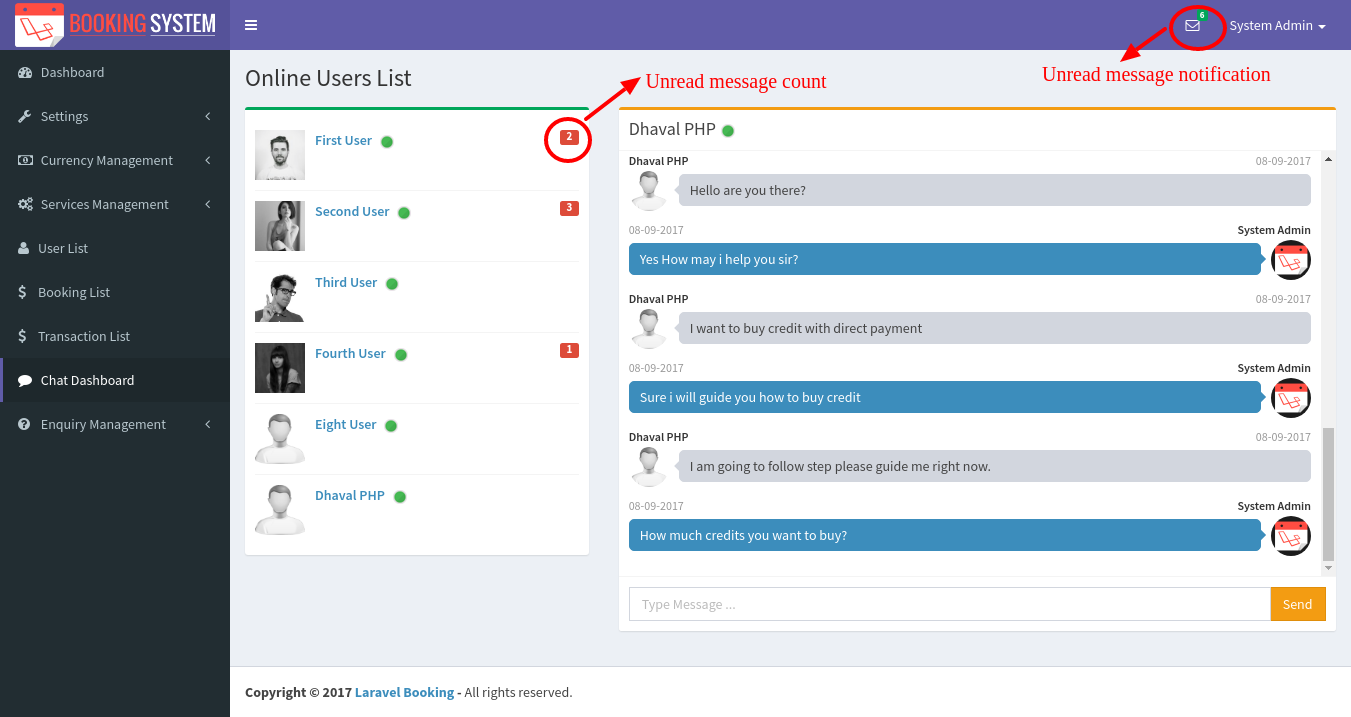 BOOKING SYSTEM
6
System Admin
Dashboard
Settings
Currency Management
Services Management
User List
Booking List
Transaction List
Chat Dashboard
Enquiry Management
Unread message notification
Online Users List
Unread message count
First User
2
Second User
3
Third User
Fourth User
1
Eight User
Dhaval PHP
Dhaval PHP
Dhaval PHP 08-09-2017
Hello are you there?
08-09-2017 System Admin
Yes How may i help you sir?
Dhaval PHP 08-09-2017
I want to buy credit with direct payment
08-09-2017 System Admin
Sure i will guide you how to buy credit
Dhaval PHP 08-09-2017
I am going to follow step please guide me right now.
08-09-2017 System Admin
How much credits you want to buy?
Type Message ... Send
Copyright © 2017 Laravel Booking - All rights reserved.